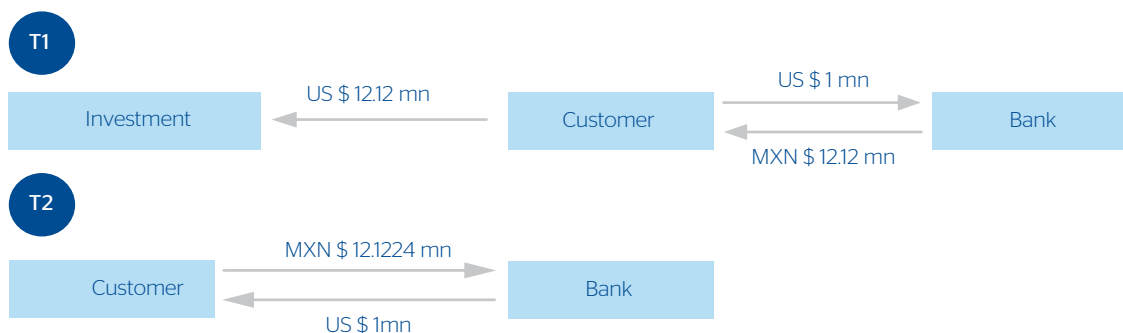 T1
US $ 12.12 mn
US $ 1 mn
Investment
Customer
Bank
MXN $ 12.12 mn
T2
MXN $ 12.1224 mn
Customer
Bank
US $ 1mn